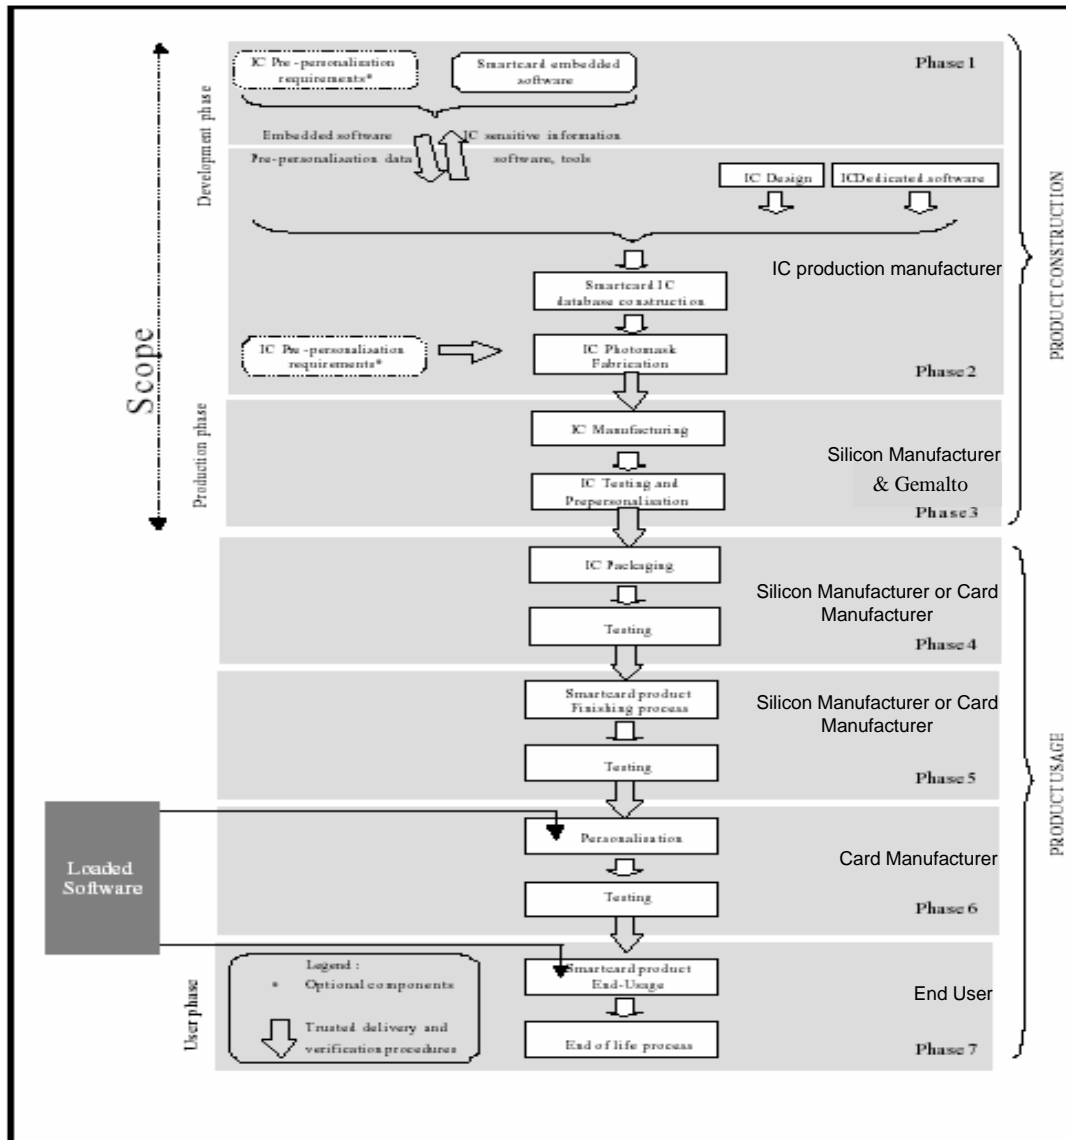 IC Pre-personalisation
requirements*
Smartcard embedded
software
Phase 1
Embedded software
IC sensitive information
Pre-personalisation data
software, tools
Development phase
IC Design
ICDedicated software
IC production manufacturer
Smartcard IC
database construction
IC Pre-personalisation
requirements*
IC Photomask
Fabrication
Phase 2
PRODUCT CONSTRUCTION
Scope
Production phase
IC Manufacturing
Silicon Manufacturer
& Gemalto
IC Testing and
Prepersonalisation
Phase 3
IC Packaging
Silicon Manufacturer or Card
Manufacturer
Testing
Phase 4
Smartcard product
Finishing process
Silicon Manufacturer or Card
Manufacturer
Testing
Phase 5
PRODUCT USAGE
Loaded
Software
Personalisation
Card Manufacturer
Testing
Phase 6
User phase
Legend :
* Optional components
Trusted delivery and
verification procedures
Smartcard product
End-Usage
End User
End of life process
Phase 7